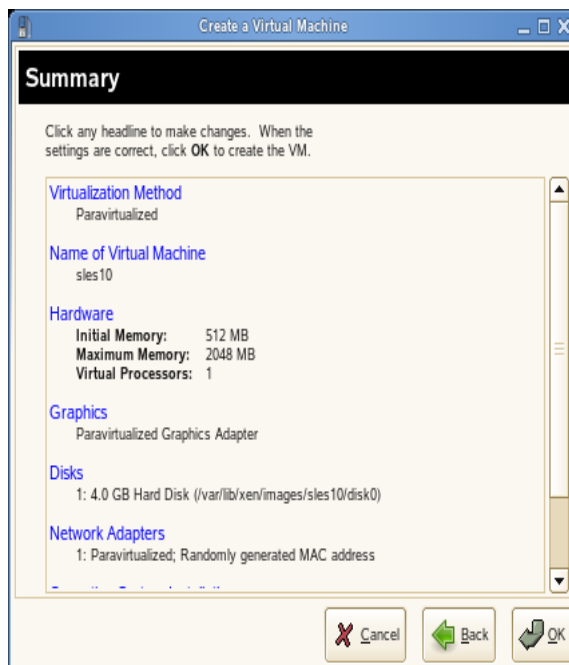 Create a Virtual Machine
Summary
Click any headline to make changes. When the
settings are correct, click OK to create the VM.
Virtualization Method
Paravirtualized
Name of Virtual Machine
sles10
Hardware
Initial Memory: 512 MB
Maximum Memory: 2048 MB
Virtual Processors: 1
Graphics
Paravirtualized Graphics Adapter
Disks
1: 4.0 GB Hard Disk (/var/lib/xen/images/sles10/disk0)
Network Adapters
1: Paravirtualized; Randomly generated MAC address
Cancel Back OK